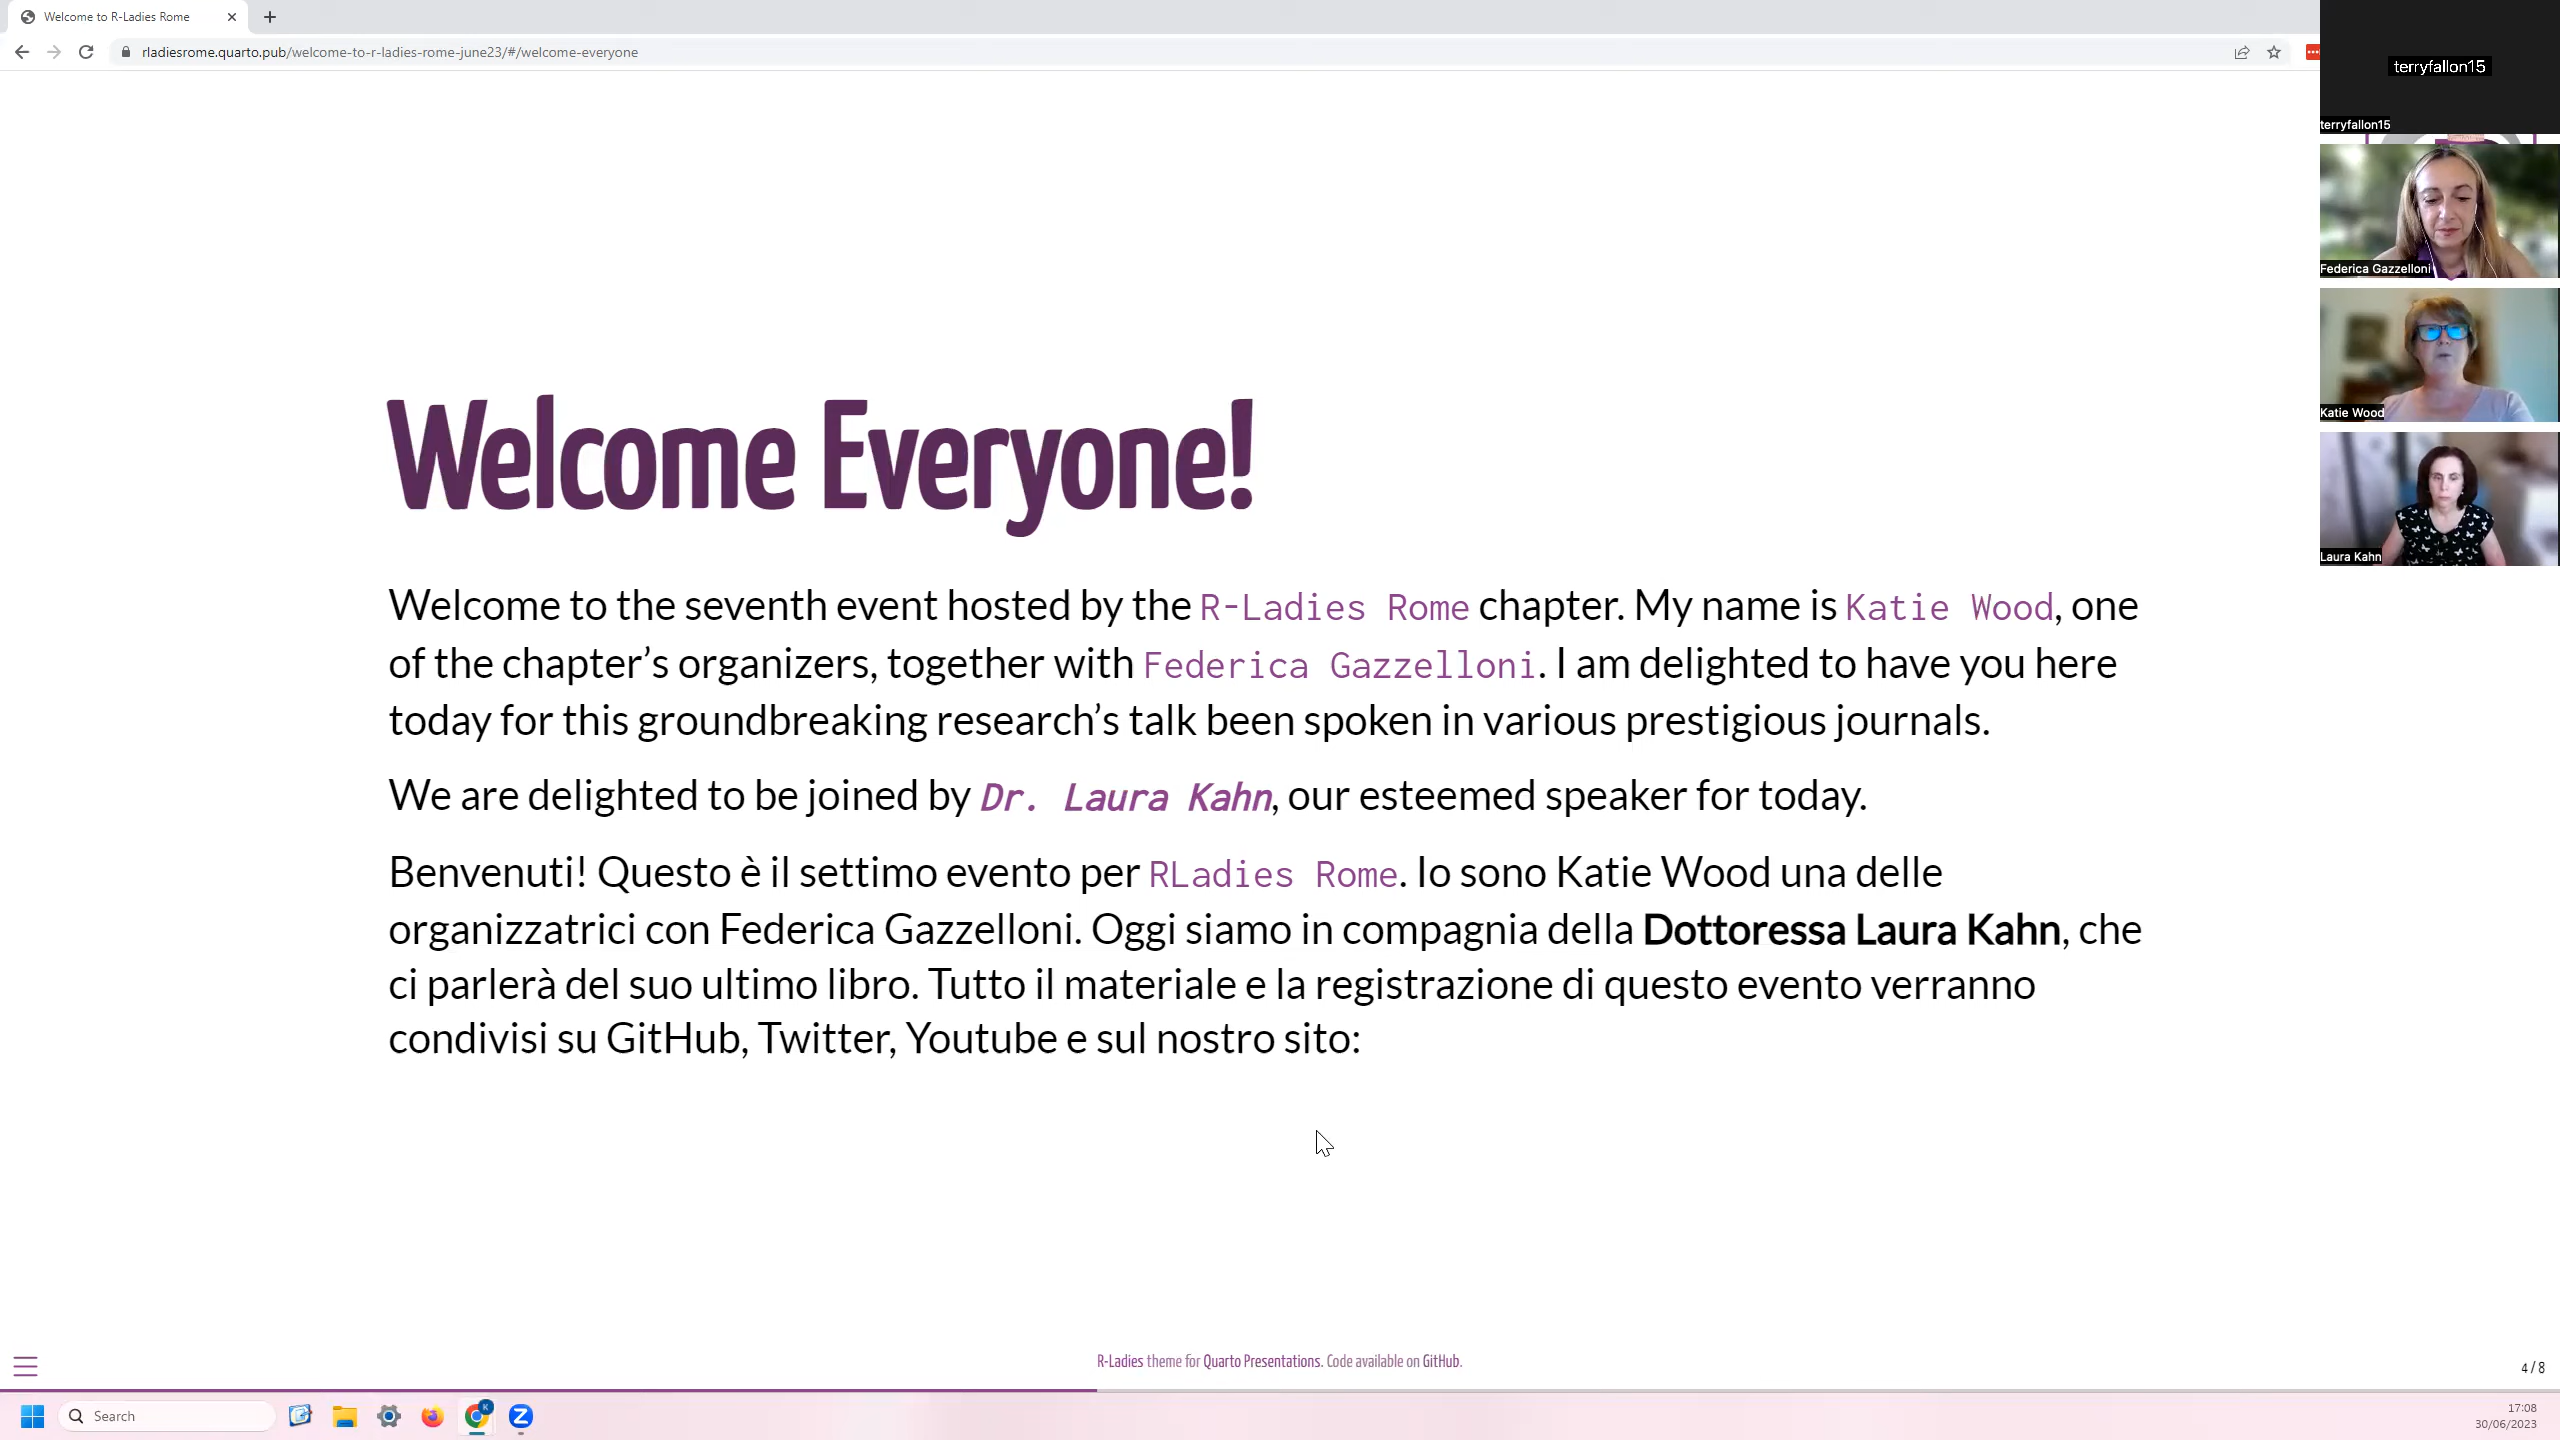 Welcome to R-Ladies Rome
rladiesrome.quarto.pub/welcome-to-r-ladies-rome-june23/#/welcome-everyone
terryfallon15
terryfallon15
Federica Gazzelloni
Katie Wood
Laura Kahn
Welcome Everyone!
Welcome to the seventh event hosted by the R-Ladies Rome chapter. My name is Katie Wood, one
of the chapter’s organizers, together with Federica Gazzelloni. I am delighted to have you here
today for this groundbreaking research’s talk been spoken in various prestigious journals.
We are delighted to be joined by Dr. Laura Kahn, our esteemed speaker for today.
Benvenuti! Questo è il settimo evento per RLadies Rome. Io sono Katie Wood una delle
organizzatrici con Federica Gazzelloni. Oggi siamo in compagnia della Dottoressa Laura Kahn, che
ci parlerà del suo ultimo libro. Tutto il materiale e la registrazione di questo evento verranno
condivisi su GitHub, Twitter, Youtube e sul nostro sito:
R-Ladies theme for Quarto Presentations. Code available on GitHub.
4 / 8
Search
K
Z
17:08
30/06/2023